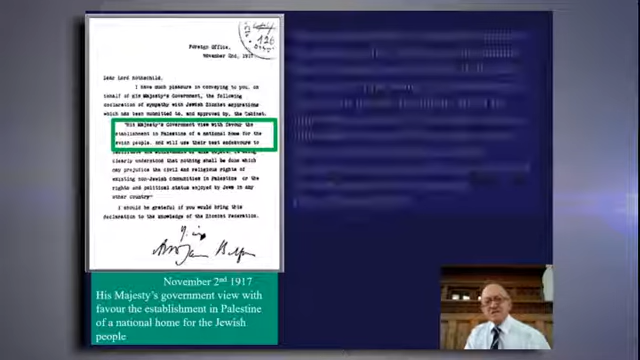 126
Foreign Office,
November 2nd, 1917
Dear Lord Rothschild,
I have much pleasure in conveying to you, on
behalf of His Majesty's Government, the following
declaration of sympathy with Jewish Zionist aspirations
which has been submitted to, and approved by, the Cabinet
"His Majesty's Government view with favour the
establishment in Palestine of a national home for the
people, and will use their best endeavours to
clearly understood that nothing shall be done which
may prejudice the civil and religious rights of
existing non-Jewish communities in Palestine or the
rights and political status enjoyed by Jews in any
other country"
I should be grateful if you would bring this
declaration to the knowledge of the Zionist Federation.
November 2nd 1917
His Majesty's government view with
favour the establishment in Palestine
of a national home for the Jewish
people